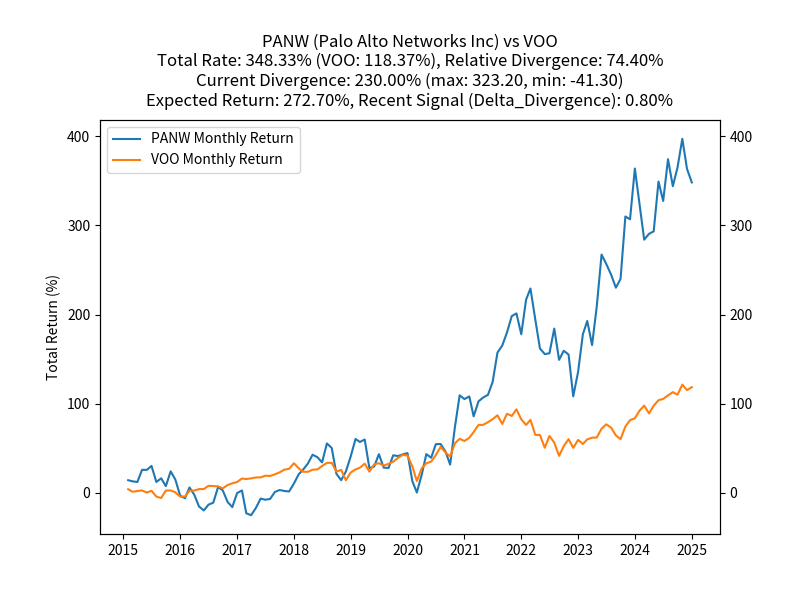 PANW (Palo Alto Networks Inc) vs VOO
Total Rate: 348.33% (VOO: 118.37%), Relative Divergence: 74.40%
Current Divergence: 230.00% (max: 323.20, min: -41.30)
Expected Return: 272.70%, Recent Signal (Delta_Divergence): 0.80%
PANW Monthly Return
VOO Monthly Return
Total Return (%)
400
300
200
100
0
400
300
200
100
0
2015 2016 2017 2018 2019 2020 2021 2022 2023 2024 2025